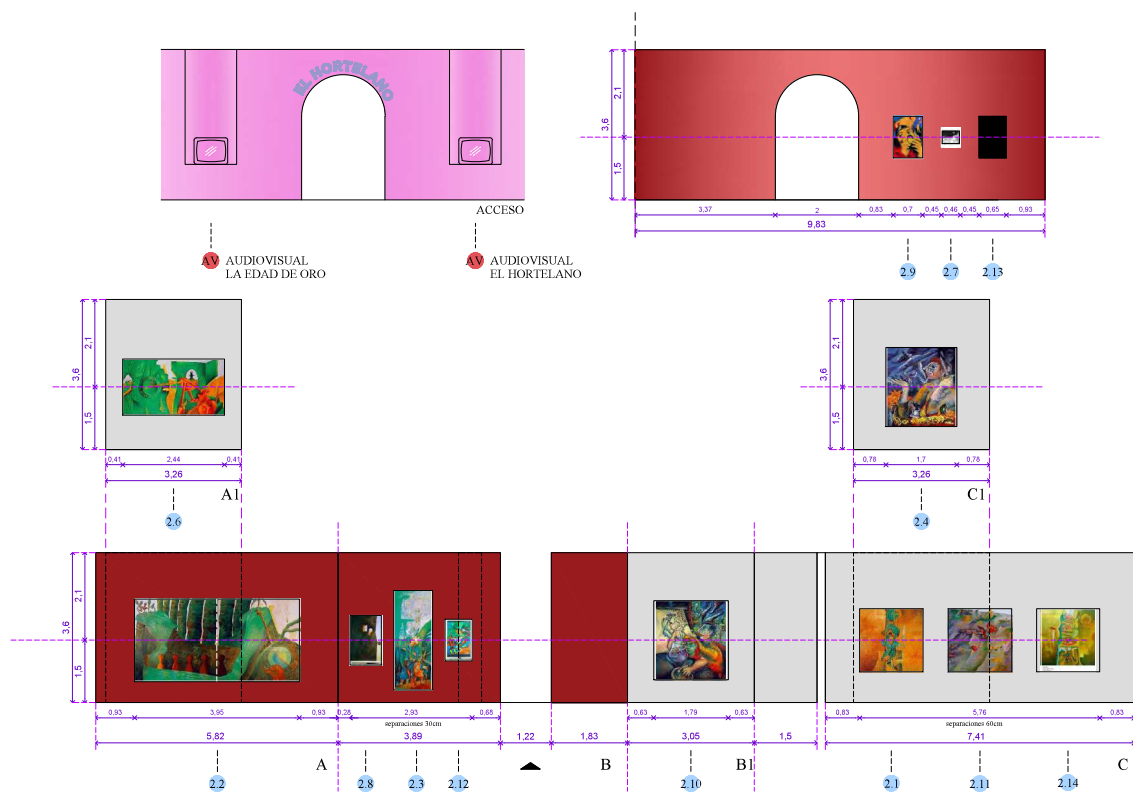 EL HORTELANO
ACCESO
AV AUDIOVISUAL
LA EDAD DE ORO
AV AUDIOVISUAL
EL HORTELANO
2,1
3,6
1,5
3,37 2 0,83 0,7 0,45 0,46 0,45 0,65 0,93
9,83
2.9 2.7 2.13
2,1
3,6
1,5
0,41 2,44 0,41
3,26
A1
2.6
2,1
3,6
1,5
0,78 1,7 0,78
3,26
C1
2.4
2,1
3,6
1,5
0,93 3,95 0,93 0,28 2,93 0,68 0,63 1,79 0,63 0,83 5,76 0,83
separaciones 30cm separaciones 60cm
5,82 3,89 1,22 1,83 3,05 1,5 7,41
A B B1 C
2.2 2.8 2.3 2.12 2.10 2.1 2.11 2.14